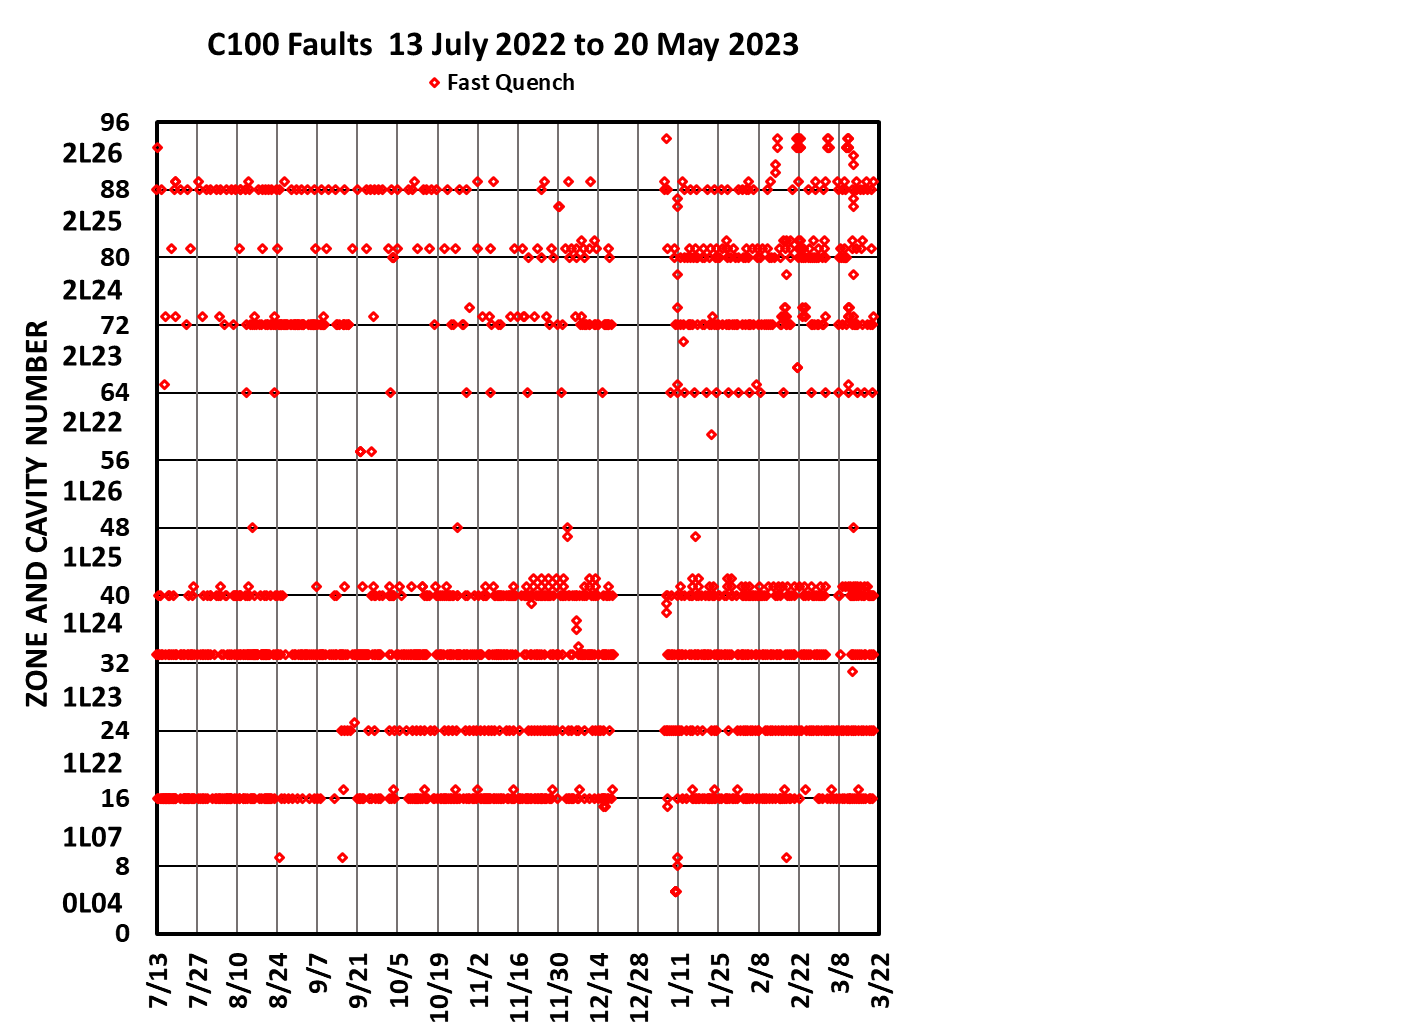 C100 Faults  13 July 2022 to 20 May 2023
Fast Quench
ZONE AND CAVITY NUMBER
96
2L26
88
2L25
80
2L24
72
2L23
64
2L22
56
1L26
48
1L25
40
1L24
32
1L23
24
1L22
16
1L07
8
0L04
0
7/13
7/27
8/10
8/24
9/7
9/21
10/5
10/19
11/2
11/16
11/30
12/14
12/28
1/11
1/25
2/8
2/22
3/8
3/22